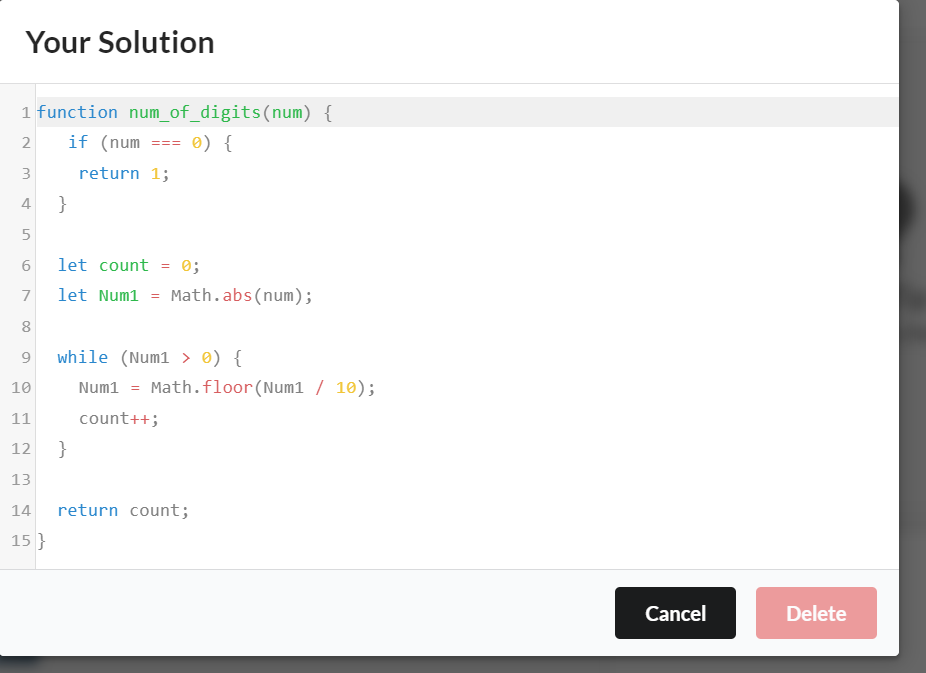 Your Solution
1 function num_of_digits(num) {
2    if (num === 0) {
3     return 1;
4   }
5
6   let count = 0;
7   let Num1 = Math.abs(num);
8
9   while (Num1 > 0) {
10     Num1 = Math.floor(Num1 / 10);
11     count++;
12   }
13
14   return count;
15 }
Cancel Delete